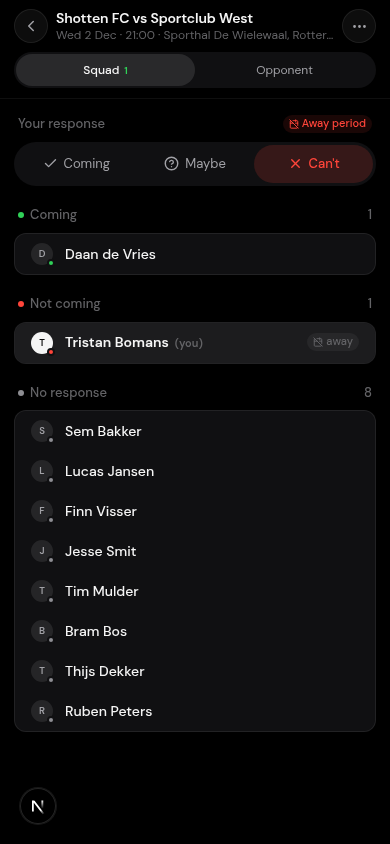 Shotten FC vs Sportclub West
Wed 2 Dec · 21:00 · Sporthal De Wielewaal, Rotter...
Squad 1
Opponent
Your response
Away period
Coming
Maybe
Can't
Coming
1
D
Daan de Vries
Not coming
1
T
Tristan Bomans (you)
away
No response
8
S
Sem Bakker
L
Lucas Jansen
F
Finn Visser
J
Jesse Smit
T
Tim Mulder
B
Bram Bos
T
Thijs Dekker
R
Ruben Peters
N